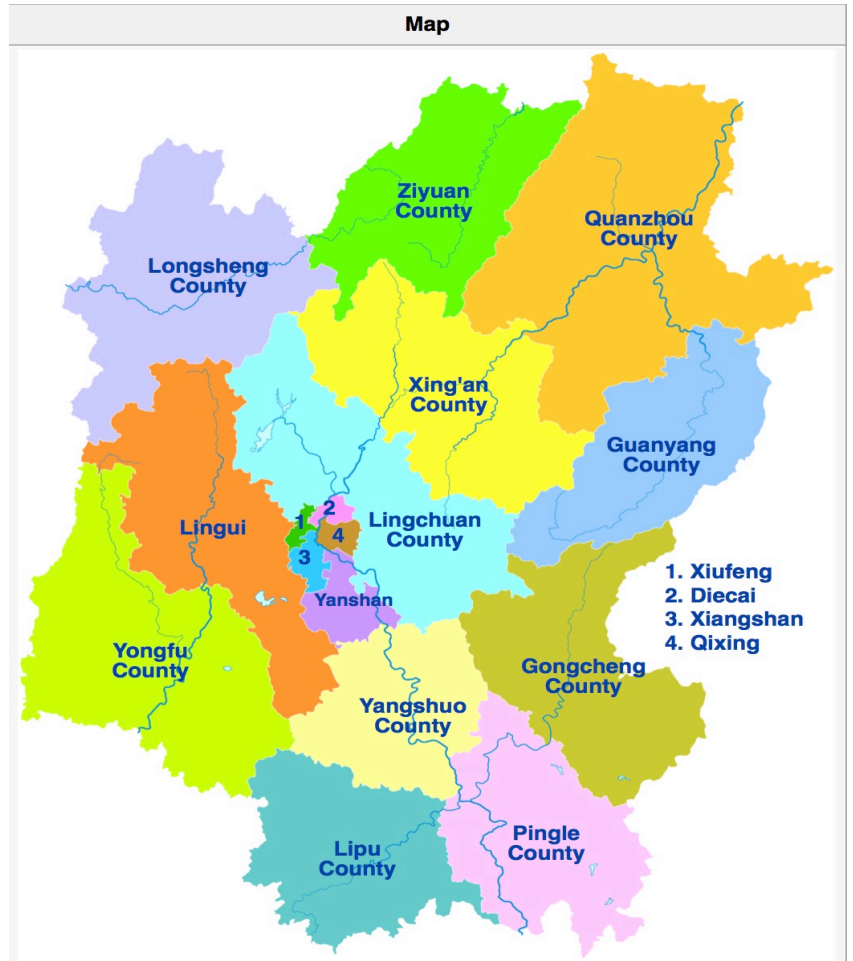 Map
Ziyuan
County
Quanzhou
County
Longsheng
County
Xing'an
County
Guanyang
County
Lingui
2
1
4
3
Lingchuan
County
Yanshan
1. Xiufeng
2. Diecai
3. Xiangshan
4. Qixing
Yongfu
County
Gongcheng
County
Yangshuo
County
Lipu
County
Pingle
County